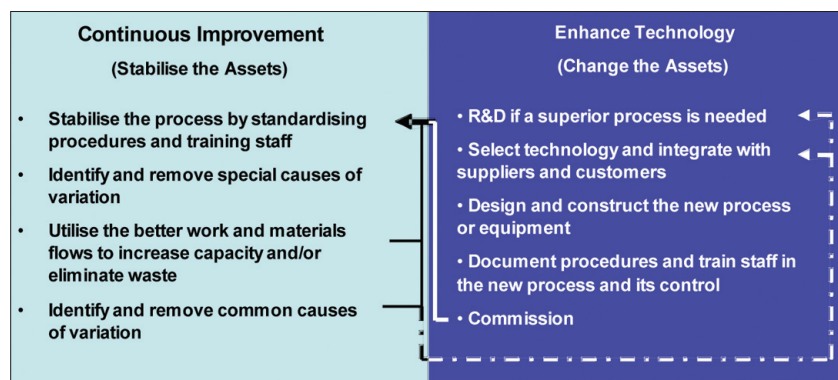 Continuous Improvement
(Stabilise the Assets)
• Stabilise the process by standardising
procedures and training staff
• Identify and remove special causes of
variation
• Utilise the better work and materials
flows to increase capacity and/or
eliminate waste
• Identify and remove common causes
of variation
Enhance Technology
(Change the Assets)
• R&D if a superior process is needed
• Select technology and integrate with
suppliers and customers
• Design and construct the new process
or equipment
• Document procedures and train staff in
the new process and its control
• Commission